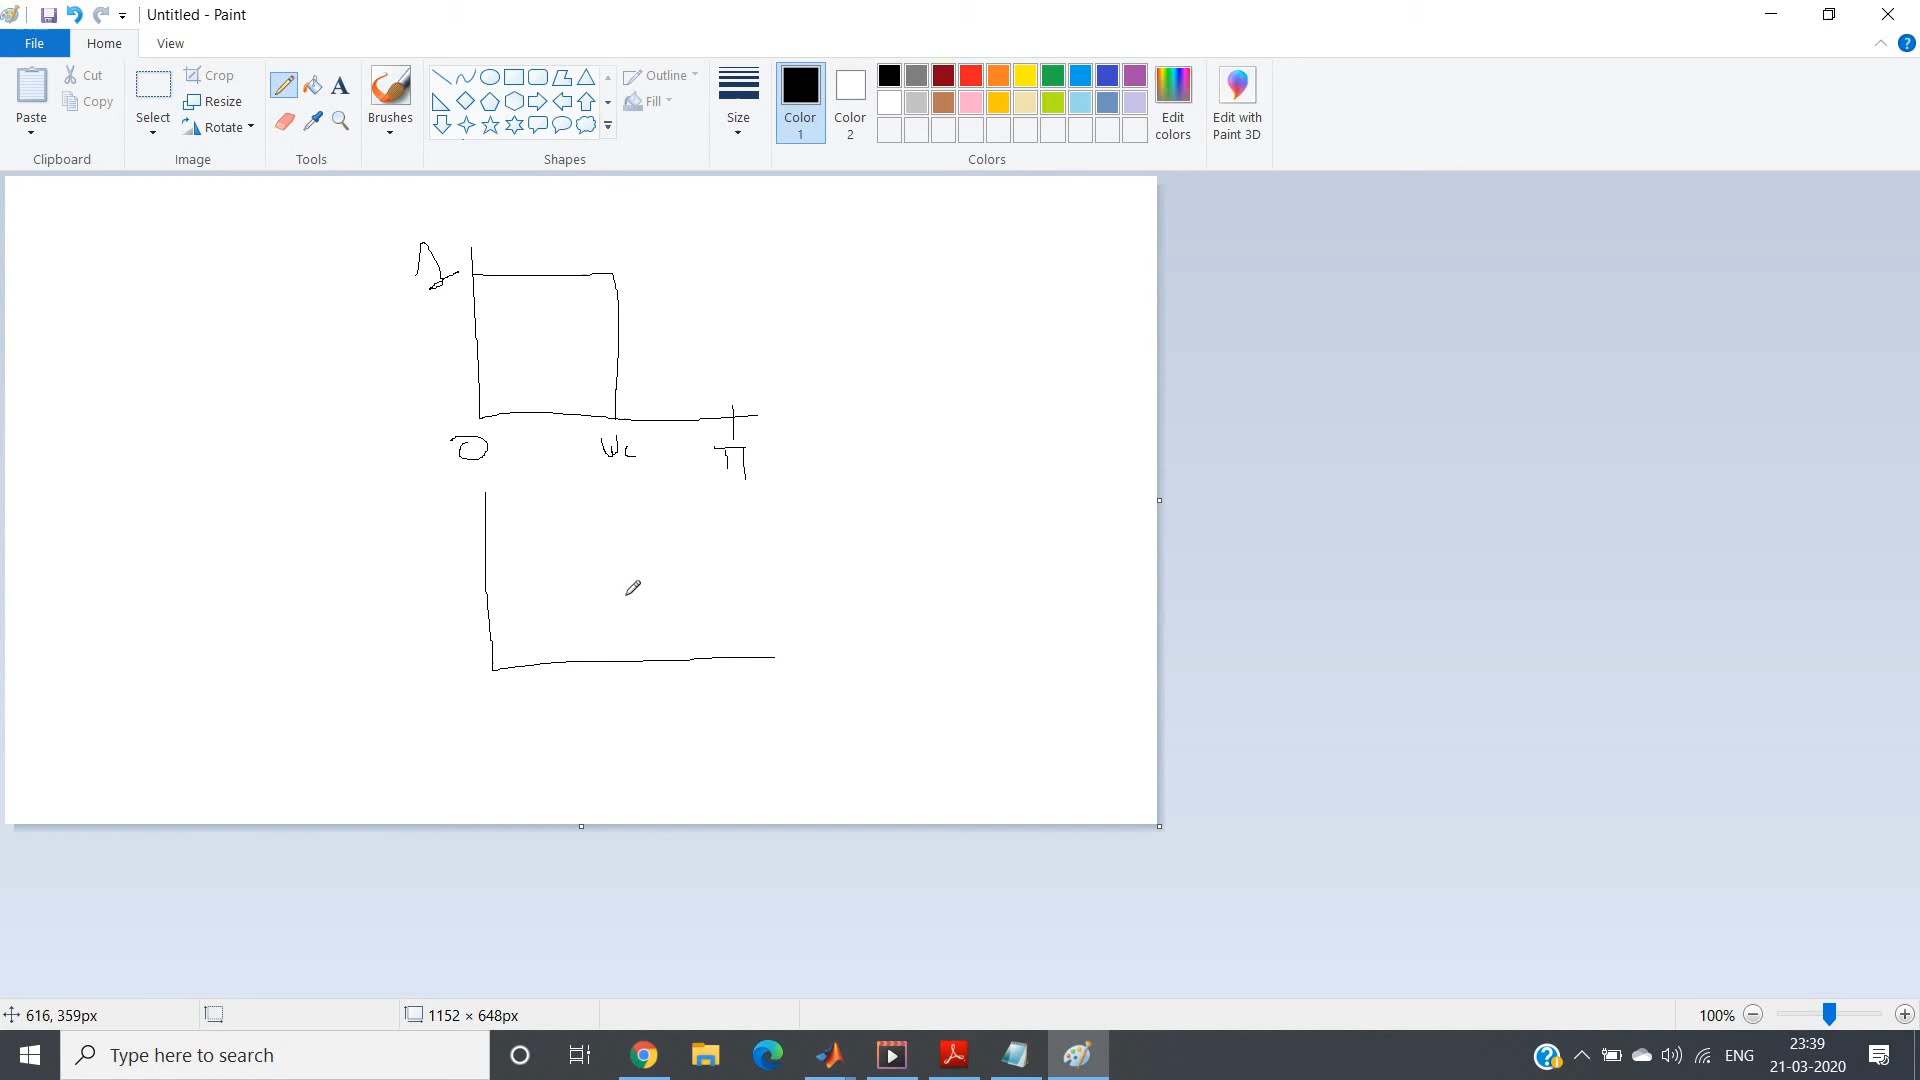 Untitled - Paint
File Home View
Paste
Cut
Copy
Clipboard
Select
Crop
Resize
Rotate
Image
Tools
Brushes
Outline
Fill
Shapes
Size
Color 1
Color 2
Edit colors
Colors
Edit with Paint 3D
0 Wc π
616, 359px
1152 × 648px
100%
Type here to search
ENG
23:39
21-03-2020